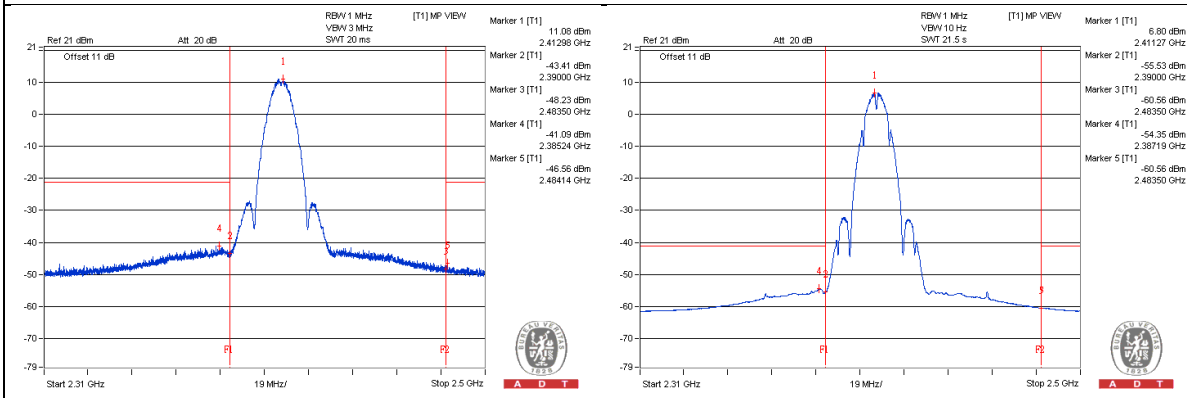 RBW 1 MHz
VBW 3 MHz
SWT 20 ms
[T1] MP VIEW
Ref 21 dBm
Att 20 dB
Offset 11 dB
21
10
0
-10
-20
-30
-40
-50
-60
-70
-79
1
4
2
5
3
F1
F2
Start 2.31 GHz
19 MHz/
Stop 2.5 GHz
Marker 1 [T1]
11.08 dBm
2.41298 GHz
Marker 2 [T1]
-43.41 dBm
2.39000 GHz
Marker 3 [T1]
-48.23 dBm
2.48350 GHz
Marker 4 [T1]
-41.09 dBm
2.38524 GHz
Marker 5 [T1]
-46.56 dBm
2.48414 GHz
BUREAU VERITAS
1828
A D T
RBW 1 MHz
VBW 10 Hz
SWT 21.5 s
[T1] MP VIEW
Ref 21 dBm
Att 20 dB
Offset 11 dB
21
10
0
-10
-20
-30
-40
-50
-60
-70
-79
1
4
2
5
F1
F2
Start 2.31 GHz
19 MHz/
Stop 2.5 GHz
Marker 1 [T1]
6.80 dBm
2.41127 GHz
Marker 2 [T1]
-55.53 dBm
2.39000 GHz
Marker 3 [T1]
-60.56 dBm
2.48350 GHz
Marker 4 [T1]
-54.35 dBm
2.38719 GHz
Marker 5 [T1]
-60.56 dBm
2.48350 GHz
BUREAU VERITAS
1828
A D T